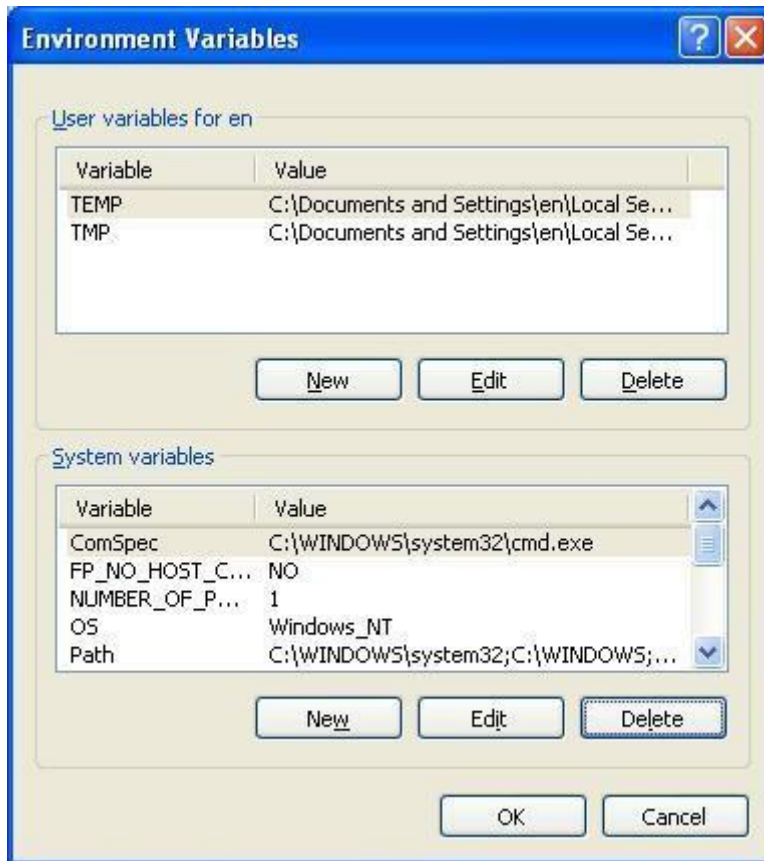 Environment Variables
User variables for en
Variable Value
TEMP C:\Documents and Settings\en\Local Se...
TMP C:\Documents and Settings\en\Local Se...
New Edit Delete
System variables
Variable Value
ComSpec C:\WINDOWS\system32\cmd.exe
FP_NO_HOST_C... NO
NUMBER_OF_P... 1
OS Windows_NT
Path C:\WINDOWS\system32;C:\WINDOWS;...
New Edit Delete
OK Cancel